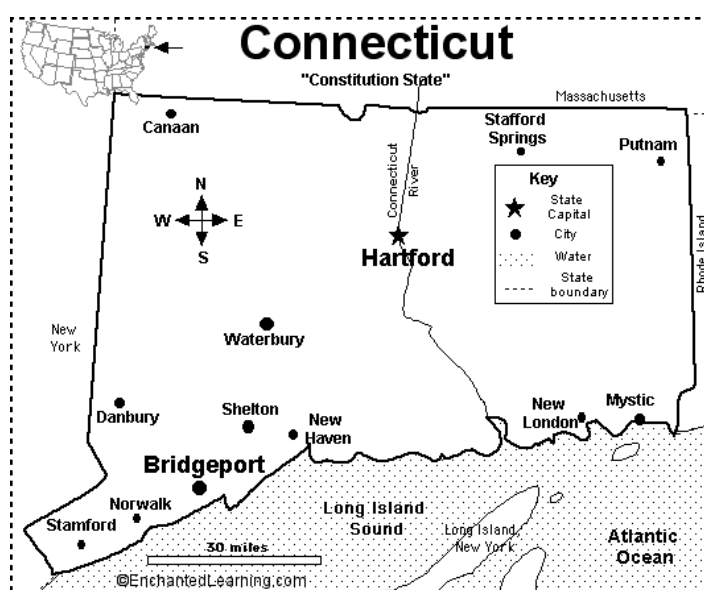 Connecticut
"Constitution State"
Massachusetts
Canaan
Stafford
Springs
Putnam
Connecticut
River
N
W E
S
Key
State
Capital
City
Water
State
boundary
Rhode Island
Hartford
New
York
Waterbury
Danbury
Shelton
New
Haven
New
London
Mystic
Bridgeport
Norwalk
Stamford
Long Island
Sound
Long Island,
New York
Atlantic
Ocean
30 miles
©EnchantedLearning.com